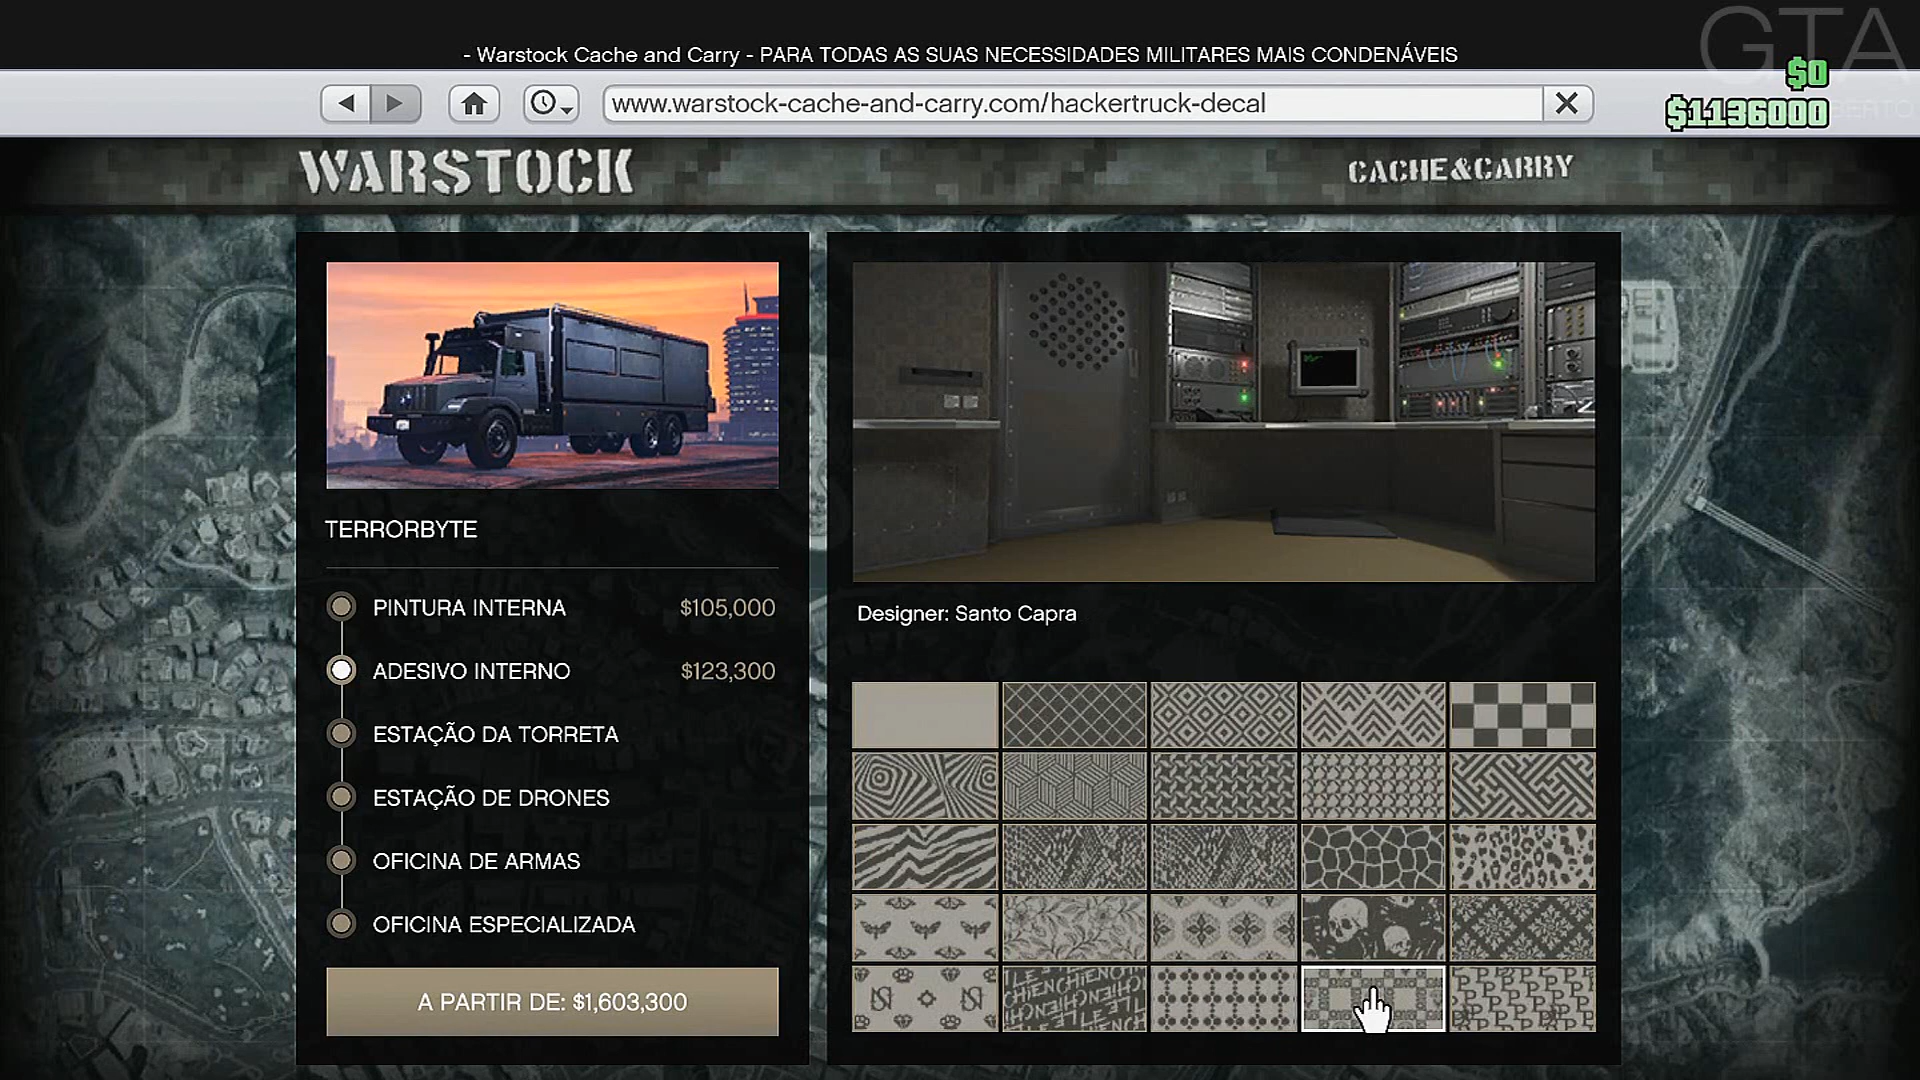 GTA
- Warstock Cache and Carry - PARA TODAS AS SUAS NECESSIDADES MILITARES MAIS CONDENÁVEIS
$0
www.warstock-cache-and-carry.com/hackertruck-decal
$1136000
WARSTOCK
CACHE&CARRY
TERRORBYTE
PINTURA INTERNA $105,000
ADESIVO INTERNO $123,300
ESTAÇÃO DA TORRETA
ESTAÇÃO DE DRONES
OFICINA DE ARMAS
OFICINA ESPECIALIZADA
A PARTIR DE: $1,603,300
Designer: Santo Capra